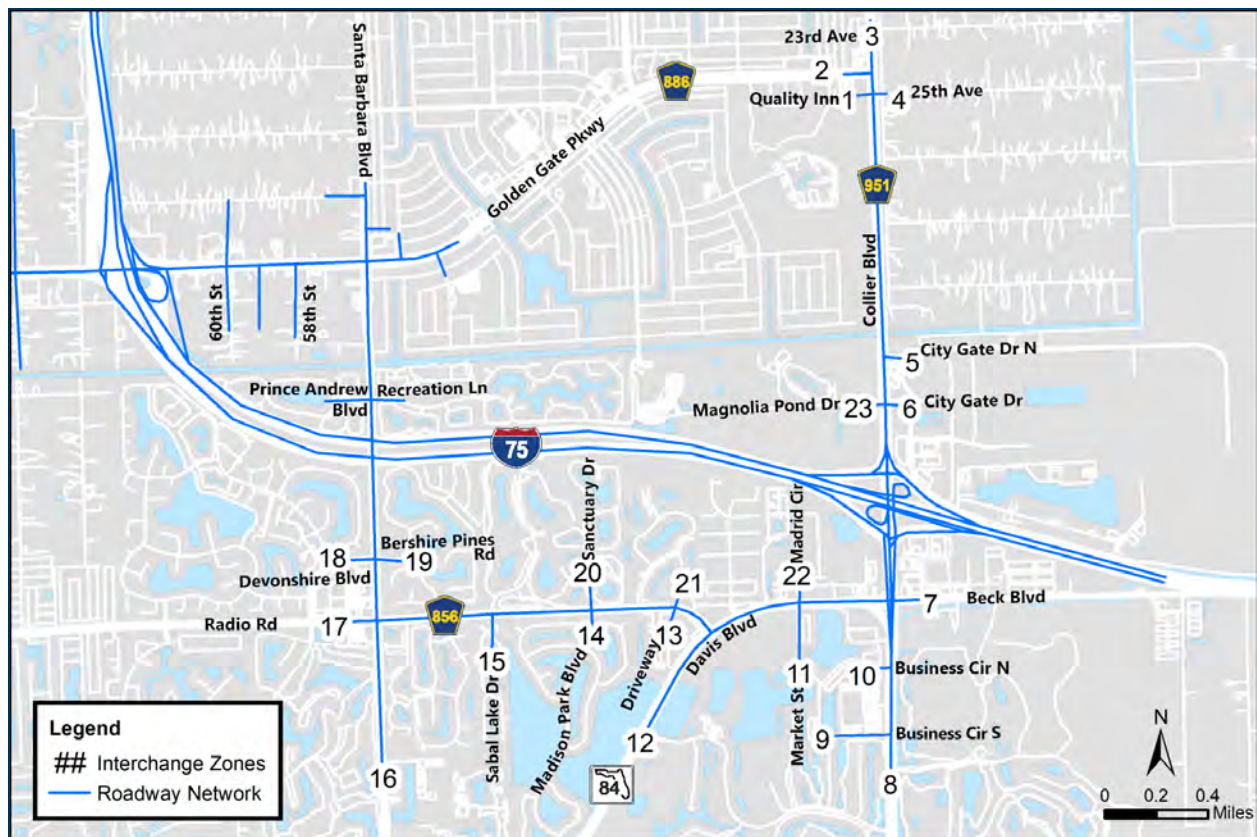 23rd Ave 3
2
886
Quality Inn 1
4 25th Ave
Santa Barbara Blvd
Golden Gate Pkwy
951
Collier Blvd
60th St
58th St
5 City Gate Dr N
Prince Andrew
Blvd
Recreation Ln
Magnolia Pond Dr 23
6 City Gate Dr
75
Sanctuary Dr
Madrid Cir
18
Bershire Pines
Rd
19
Devonshire Blvd
20
21
22
856
7 Beck Blvd
Radio Rd 17
15
14
13
Davis Blvd
11
10 Business Cir N
Sabal Lake Dr
Madison Park Blvd
Driveway
Market St
12
9 Business Cir S
16
84
8
Legend
## Interchange Zones
Roadway Network
N
0 0.2 0.4
Miles